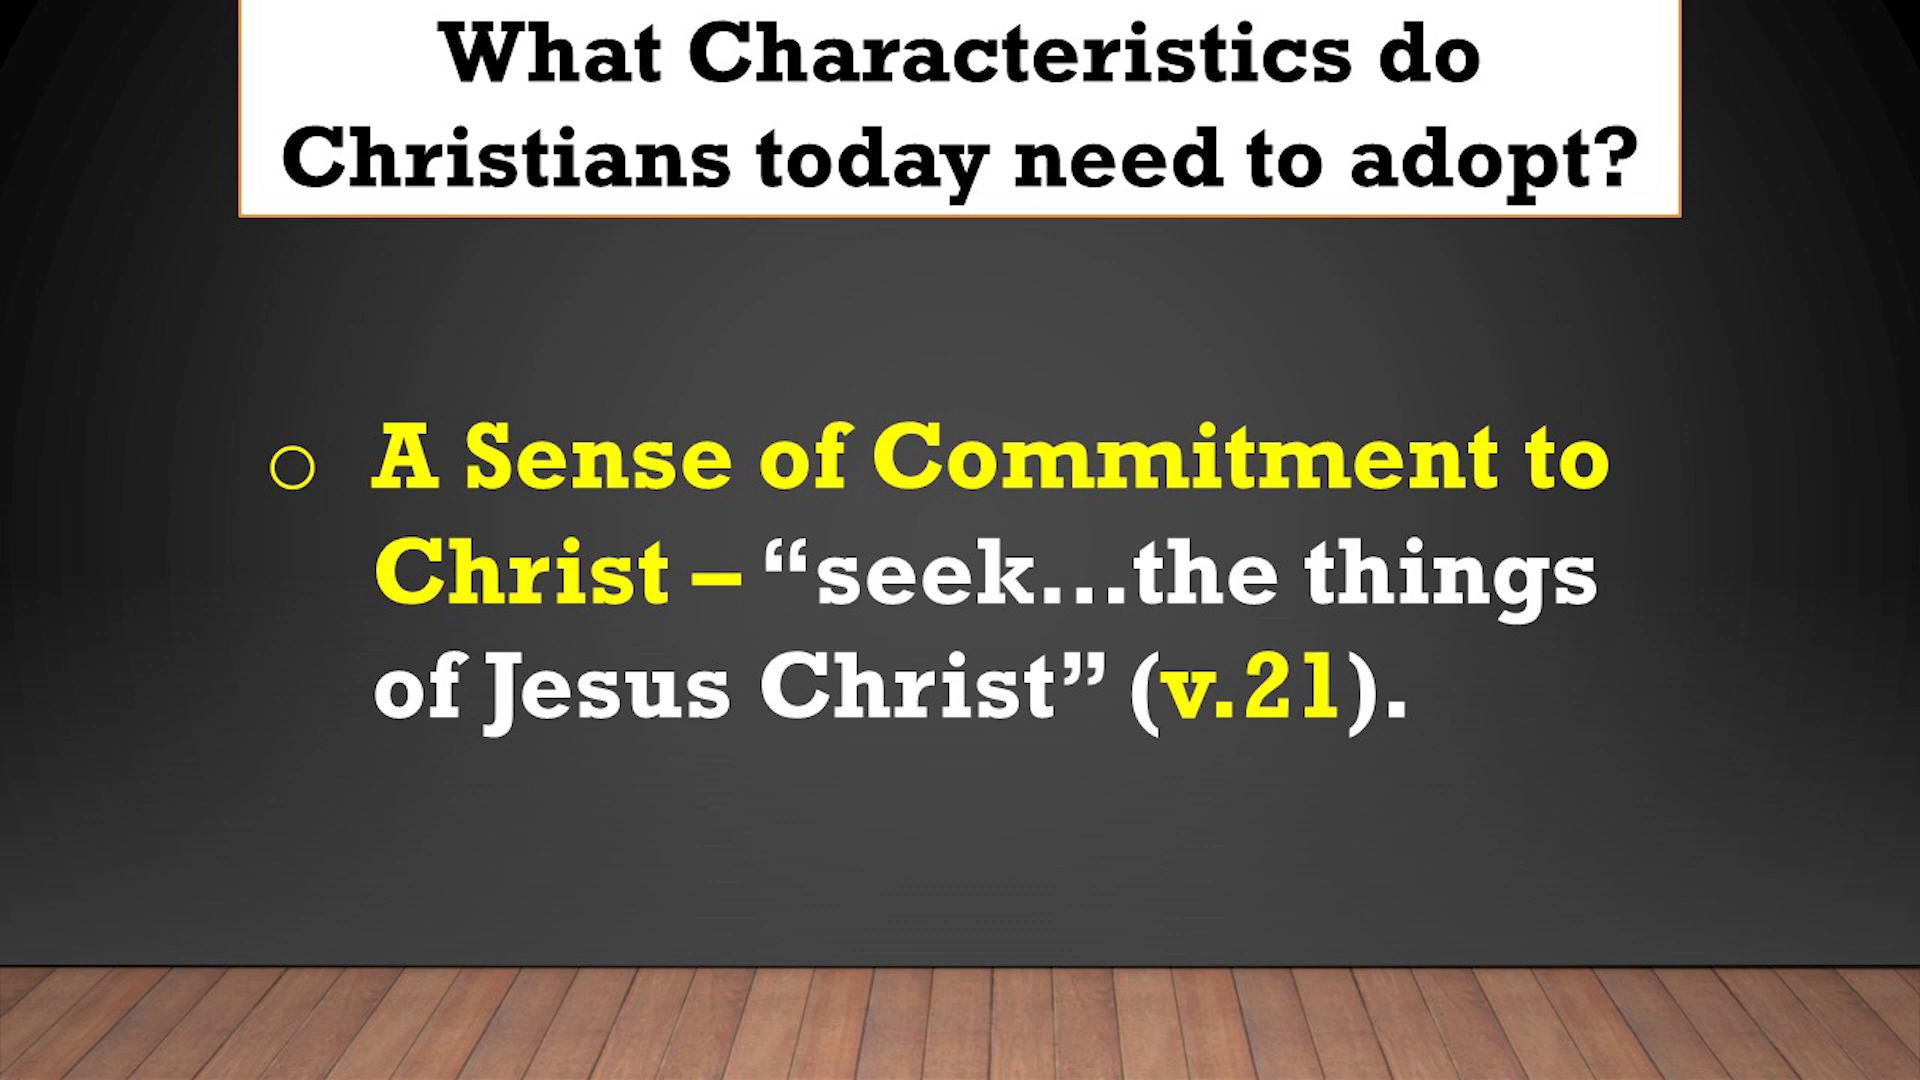 What Characteristics do
Christians today need to adopt?
o A Sense of Commitment to
Christ – “seek…the things
of Jesus Christ” (v.21).